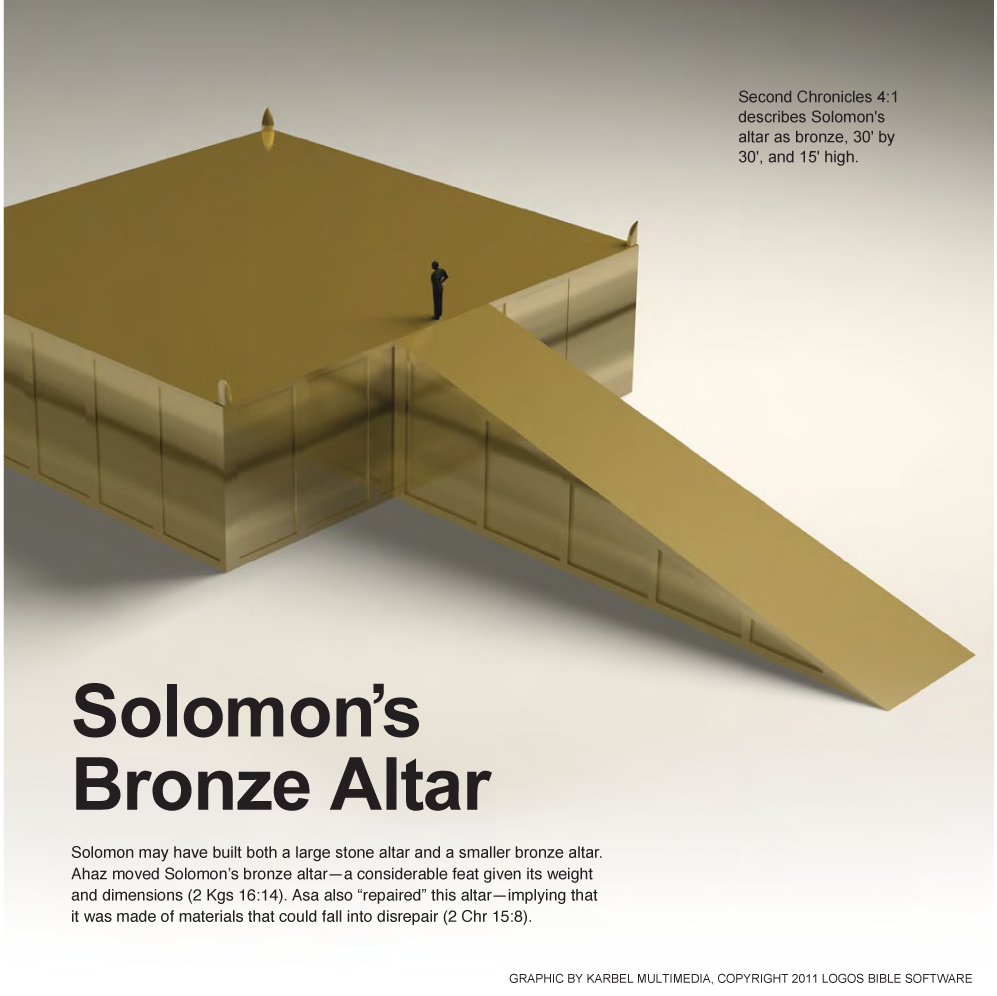 Second Chronicles 4:1
describes Solomon's
altar as bronze, 30' by
30', and 15' high.
Solomon’s
Bronze Altar
Solomon may have built both a large stone altar and a smaller bronze altar.
Ahaz moved Solomon’s bronze altar—a considerable feat given its weight
and dimensions (2 Kgs 16:14). Asa also “repaired” this altar—implying that
it was made of materials that could fall into disrepair (2 Chr 15:8).
GRAPHIC BY KARBEL MULTIMEDIA, COPYRIGHT 2011 LOGOS BIBLE SOFTWARE